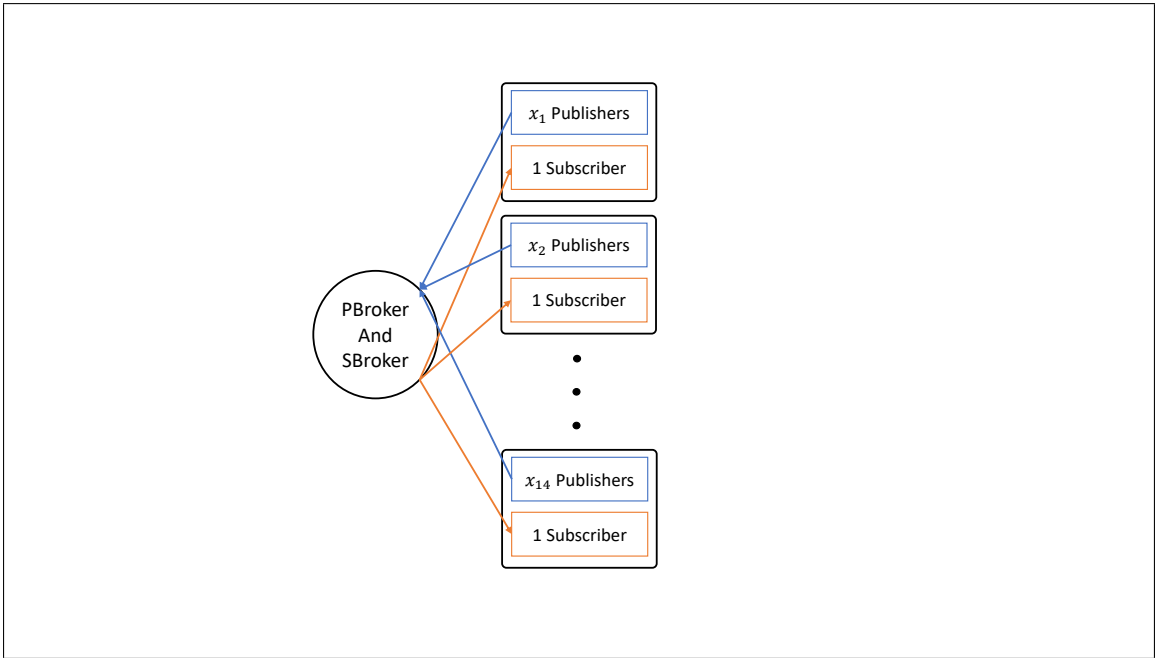 x₁ Publishers
1 Subscriber
x₂ Publishers
1 Subscriber
PBroker
And
SBroker
x₁₄ Publishers
1 Subscriber